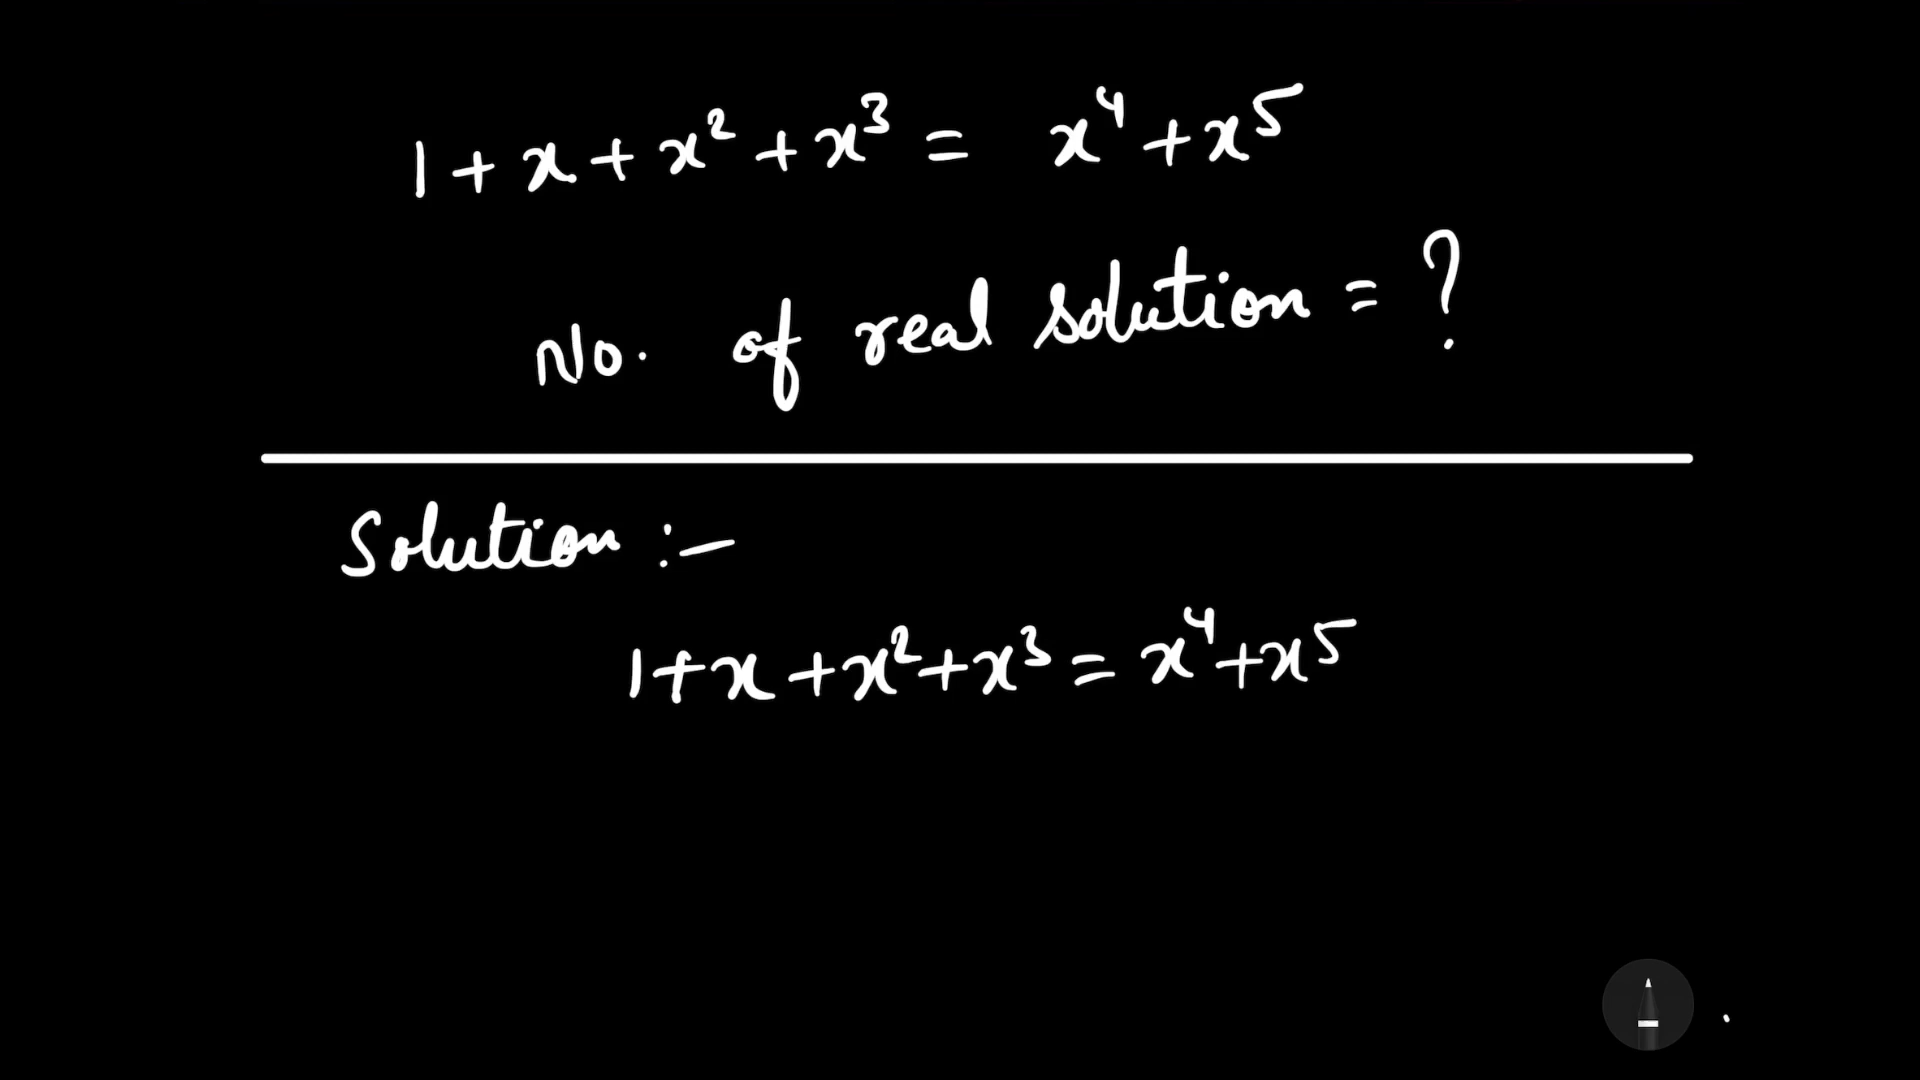 1 + x + x² + x³ = x⁴ + x⁵
No. of real solution = ?
Solution :-
1 + x + x² + x³ = x⁴ + x⁵